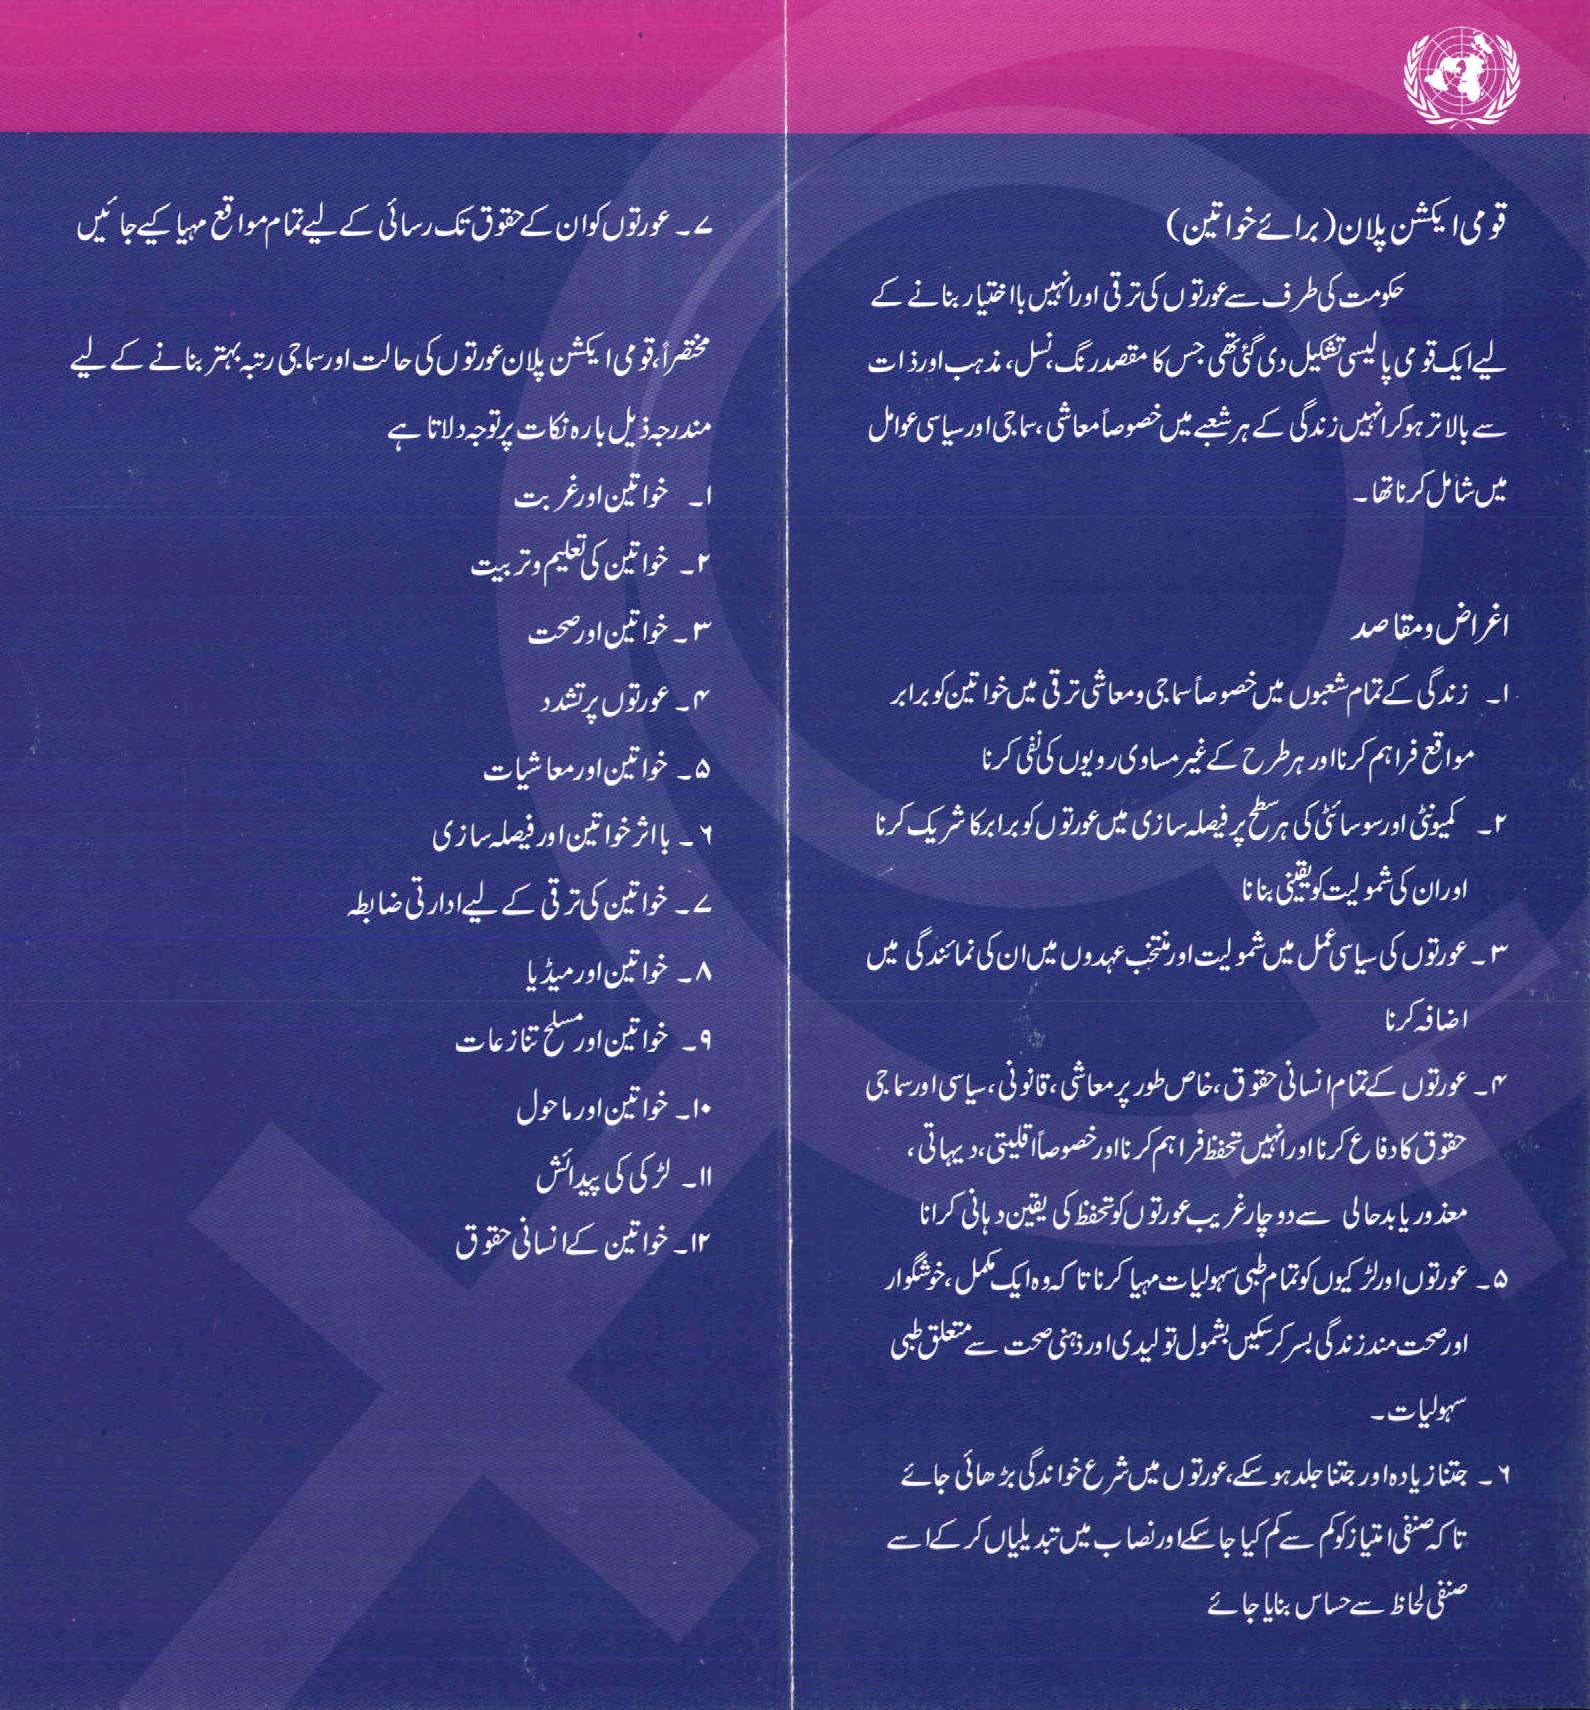 قومی ایکشن پلان (برائے خواتین)
حکومت کی طرف سے عورتوں کی ترقی اور انہیں بااختیار بنانے کے
لیے ایک قومی پالیسی تشکیل دی گئی تھی جس کا مقصد رنگ، نسل، مذہب اور ذات
سے بالاتر ہو کر انہیں زندگی کے ہر شعبے میں خصوصاً معاشی، سماجی اور سیاسی عوامل
میں شامل کرنا تھا۔
اغراض و مقاصد
۱۔ زندگی کے تمام شعبوں میں خصوصاً سماجی و معاشی ترقی میں خواتین کو برابر
مواقع فراہم کرنا اور ہر طرح کے غیر مساوی رویوں کی نفی کرنا
۲۔ کمیونٹی اور سوسائٹی کی ہر سطح پر فیصلہ سازی میں عورتوں کو برابر کا شریک کرنا
اور ان کی شمولیت کو یقینی بنانا
۳۔ عورتوں کی سیاسی عمل میں شمولیت اور منتخب عہدوں میں ان کی نمائندگی میں
اضافہ کرنا
۴۔ عورتوں کے تمام انسانی حقوق، خاص طور پر معاشی، قانونی، سیاسی اور سماجی
حقوق کا دفاع کرنا اور انہیں تحفظ فراہم کرنا اور خصوصاً اقلیتی، دیہاتی،
معذور یا بدحالی سے دوچار غریب عورتوں کو تحفظ کی یقین دہانی کرانا
۵۔ عورتوں اور لڑکیوں کو تمام طبی سہولیات مہیا کرنا تا کہ وہ ایک مکمل، خوشگوار
اور صحت مند زندگی بسر کر سکیں بشمول تولیدی اور ذہنی صحت سے متعلق طبی
سہولیات۔
۶۔ جتنا زیادہ اور جتنا جلد ہو سکے، عورتوں میں شرع خواندگی بڑھائی جائے
تا کہ صنفی امتیاز کو کم سے کم کیا جا سکے اور نصاب میں تبدیلیاں کر کے اسے
صنفی لحاظ سے حساس بنایا جائے
۷۔ عورتوں کو ان کے حقوق تک رسائی کے لیے تمام مواقع مہیا کیے جائیں
مختصراً، قومی ایکشن پلان عورتوں کی حالت اور سماجی رتبہ بہتر بنانے کے لیے
مندرجہ ذیل بارہ نکات پر توجہ دلاتا ہے
۱۔ خواتین اور غربت
۲۔ خواتین کی تعلیم و تربیت
۳۔ خواتین اور صحت
۴۔ عورتوں پر تشدد
۵۔ خواتین اور معاشیات
۶۔ بااثر خواتین اور فیصلہ سازی
۷۔ خواتین کی ترقی کے لیے ادارتی ضابطہ
۸۔ خواتین اور میڈیا
۹۔ خواتین اور مسلح تنازعات
۱۰۔ خواتین اور ماحول
۱۱۔ لڑکی کی پیدائش
۱۲۔ خواتین کے انسانی حقوق